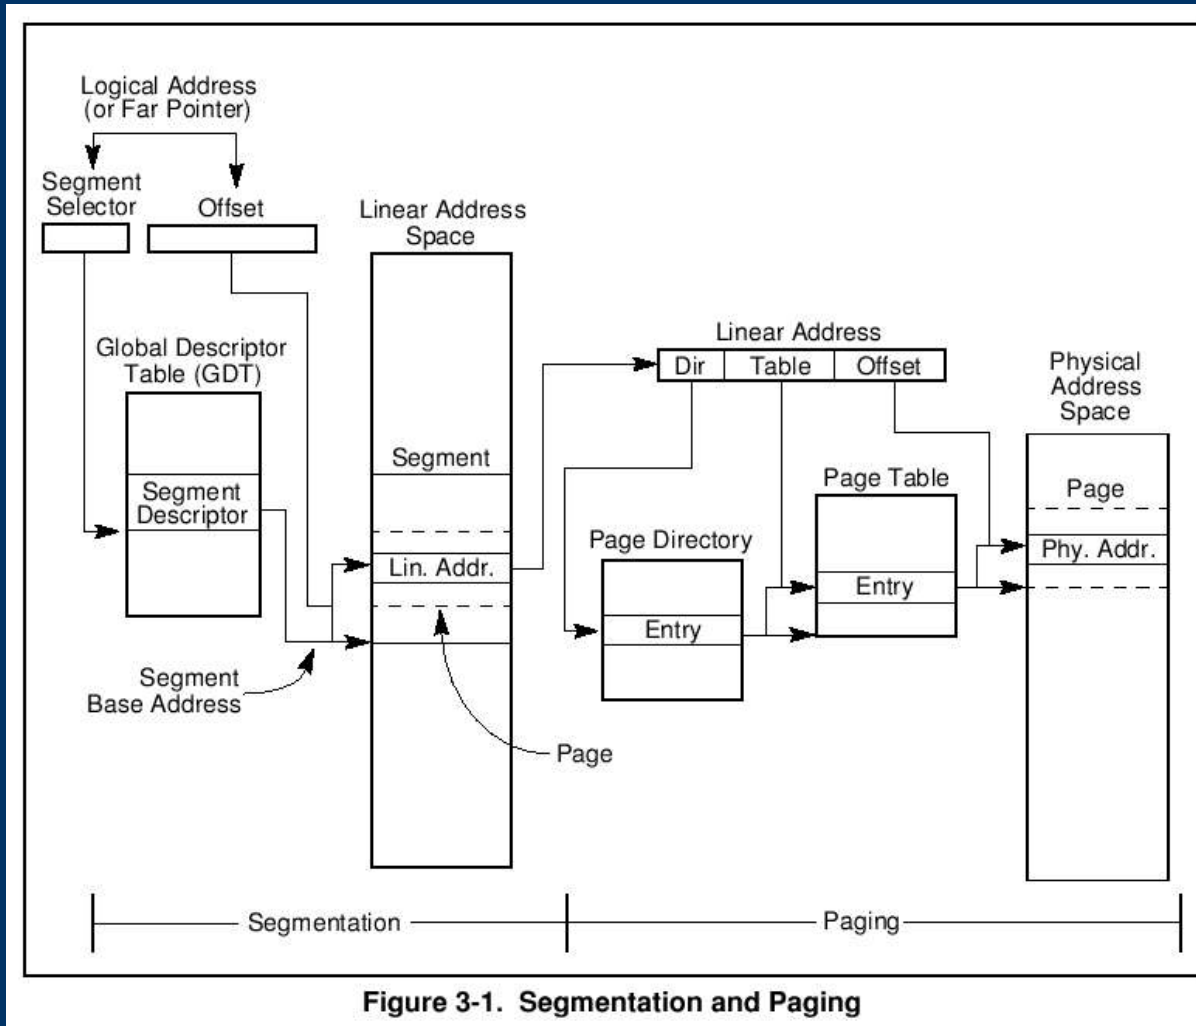 Logical Address
(or Far Pointer)
Segment
Selector
Offset
Linear Address
Space
Global Descriptor
Table (GDT)
Segment
Descriptor
Segment
Lin. Addr.
Segment
Base Address
Page
Linear Address
Dir
Table
Offset
Page Directory
Entry
Page Table
Entry
Physical
Address
Space
Page
Phy. Addr.
Segmentation
Paging
Figure 3-1. Segmentation and Paging